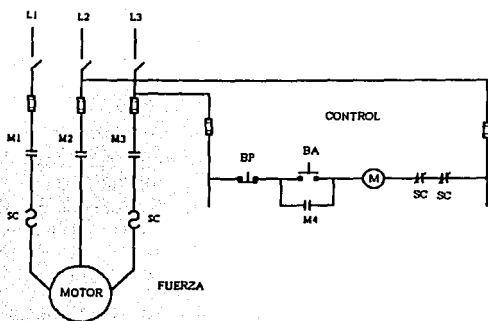 L1 L2 L3
CONTROL
M1 M2 M3
BP BA
M
SC SC
M4
SC SC
MOTOR
FUERZA